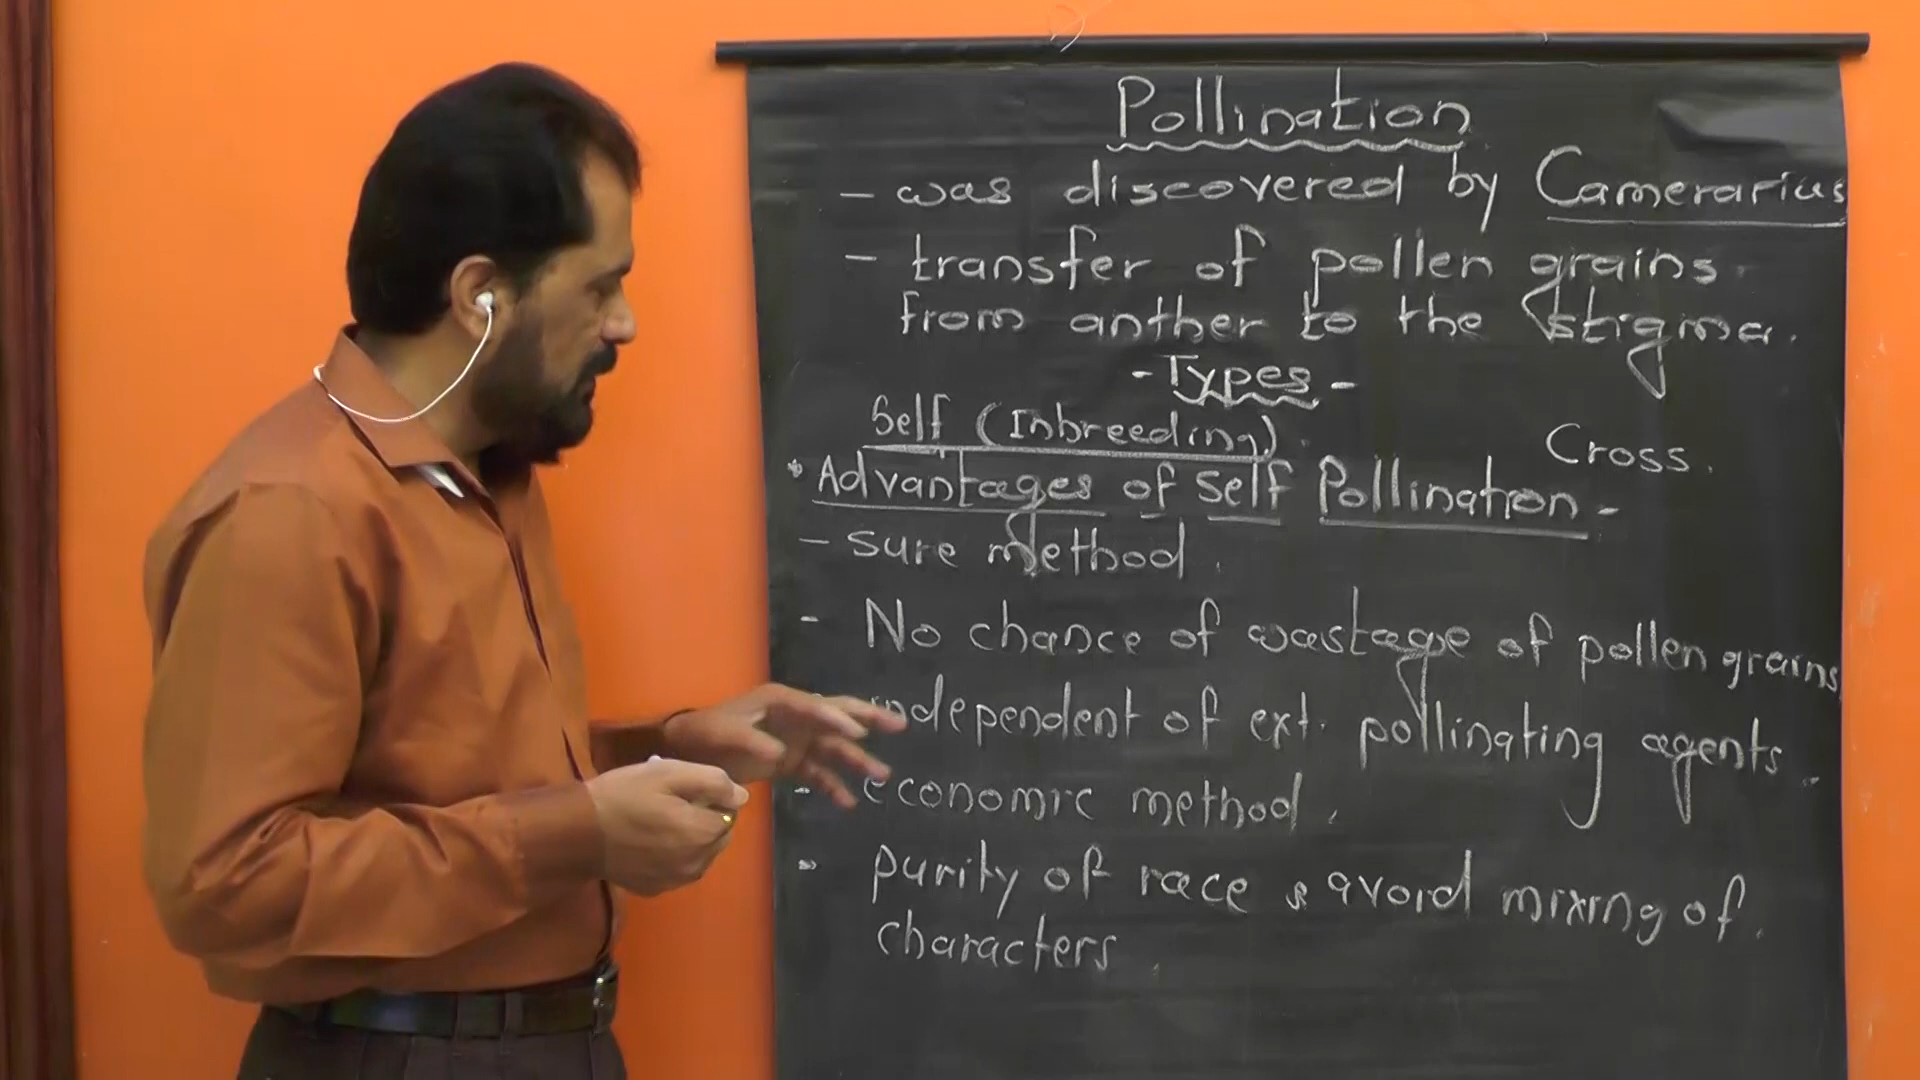 Pollination
- was discovered by Camerarius
- transfer of pollen grains
from anther to the stigma.
- Types -
Self (Inbreeding). Cross.
* Advantages of Self Pollination -
- sure method.
- No chance of wastage of pollen grains
- independent of ext. pollinating agents.
- economic method.
- purity of race & avoid mixing of
characters.